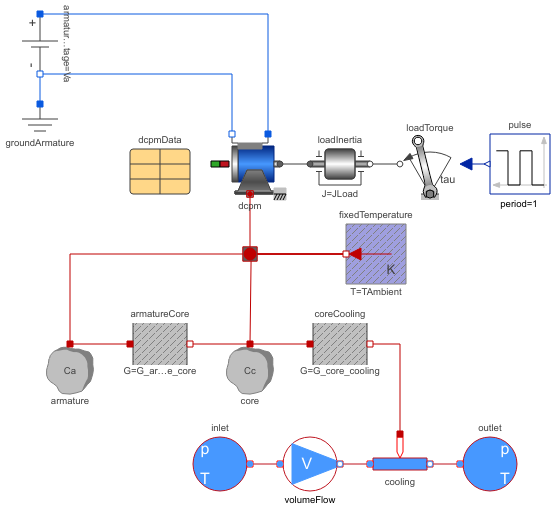 +
armatur...tage=Va
-
groundArmature
dcpmData
dcpm
loadInertia
J=JLoad
loadTorque
tau
pulse
period=1
fixedTemperature
K
T=TAmbient
armatureCore
G=G_ar...e_core
coreCooling
G=G_core_cooling
Ca
armature
Cc
core
inlet
p
T
V
volumeFlow
cooling
outlet
p
T